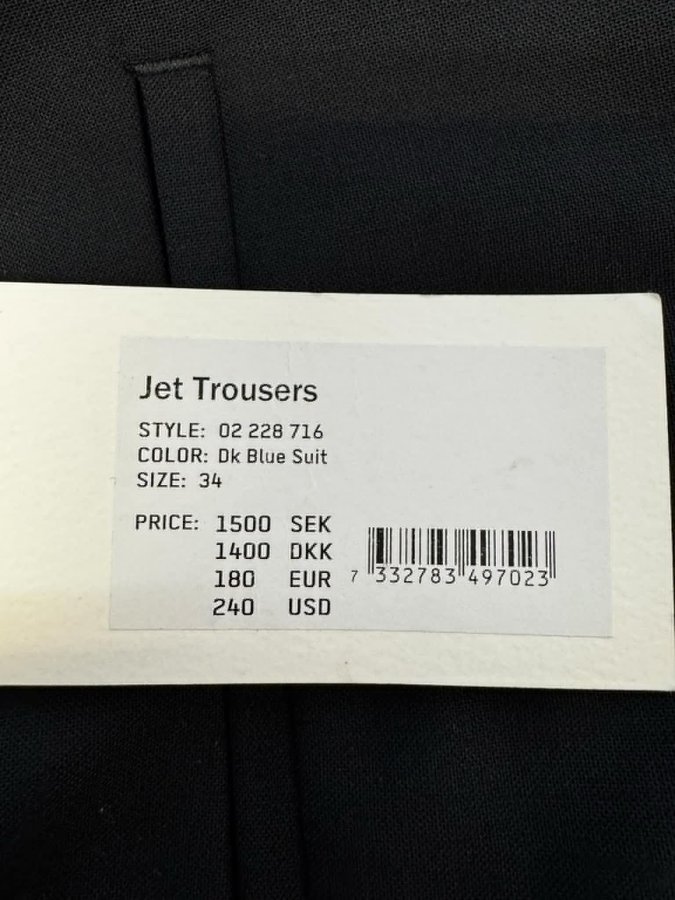 Jet Trousers
STYLE: 02 228 716
COLOR: Dk Blue Suit
SIZE: 34
PRICE: 1500 SEK
1400 DKK
180 EUR
240 USD
7 332783 497023